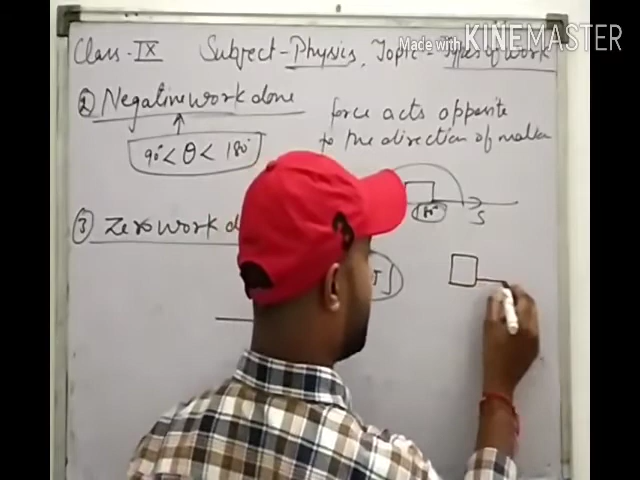 Made with KINEMASTER
Class-IX Subject-Physics, Topic-Types of work
② Negative work done
90° < θ < 180°
force acts opposite
to the direction of motion
180°
S
③ Zero work d